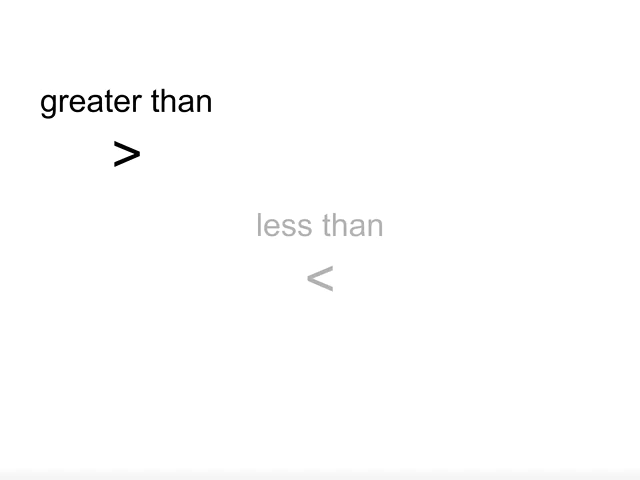 greater than
>
less than
<